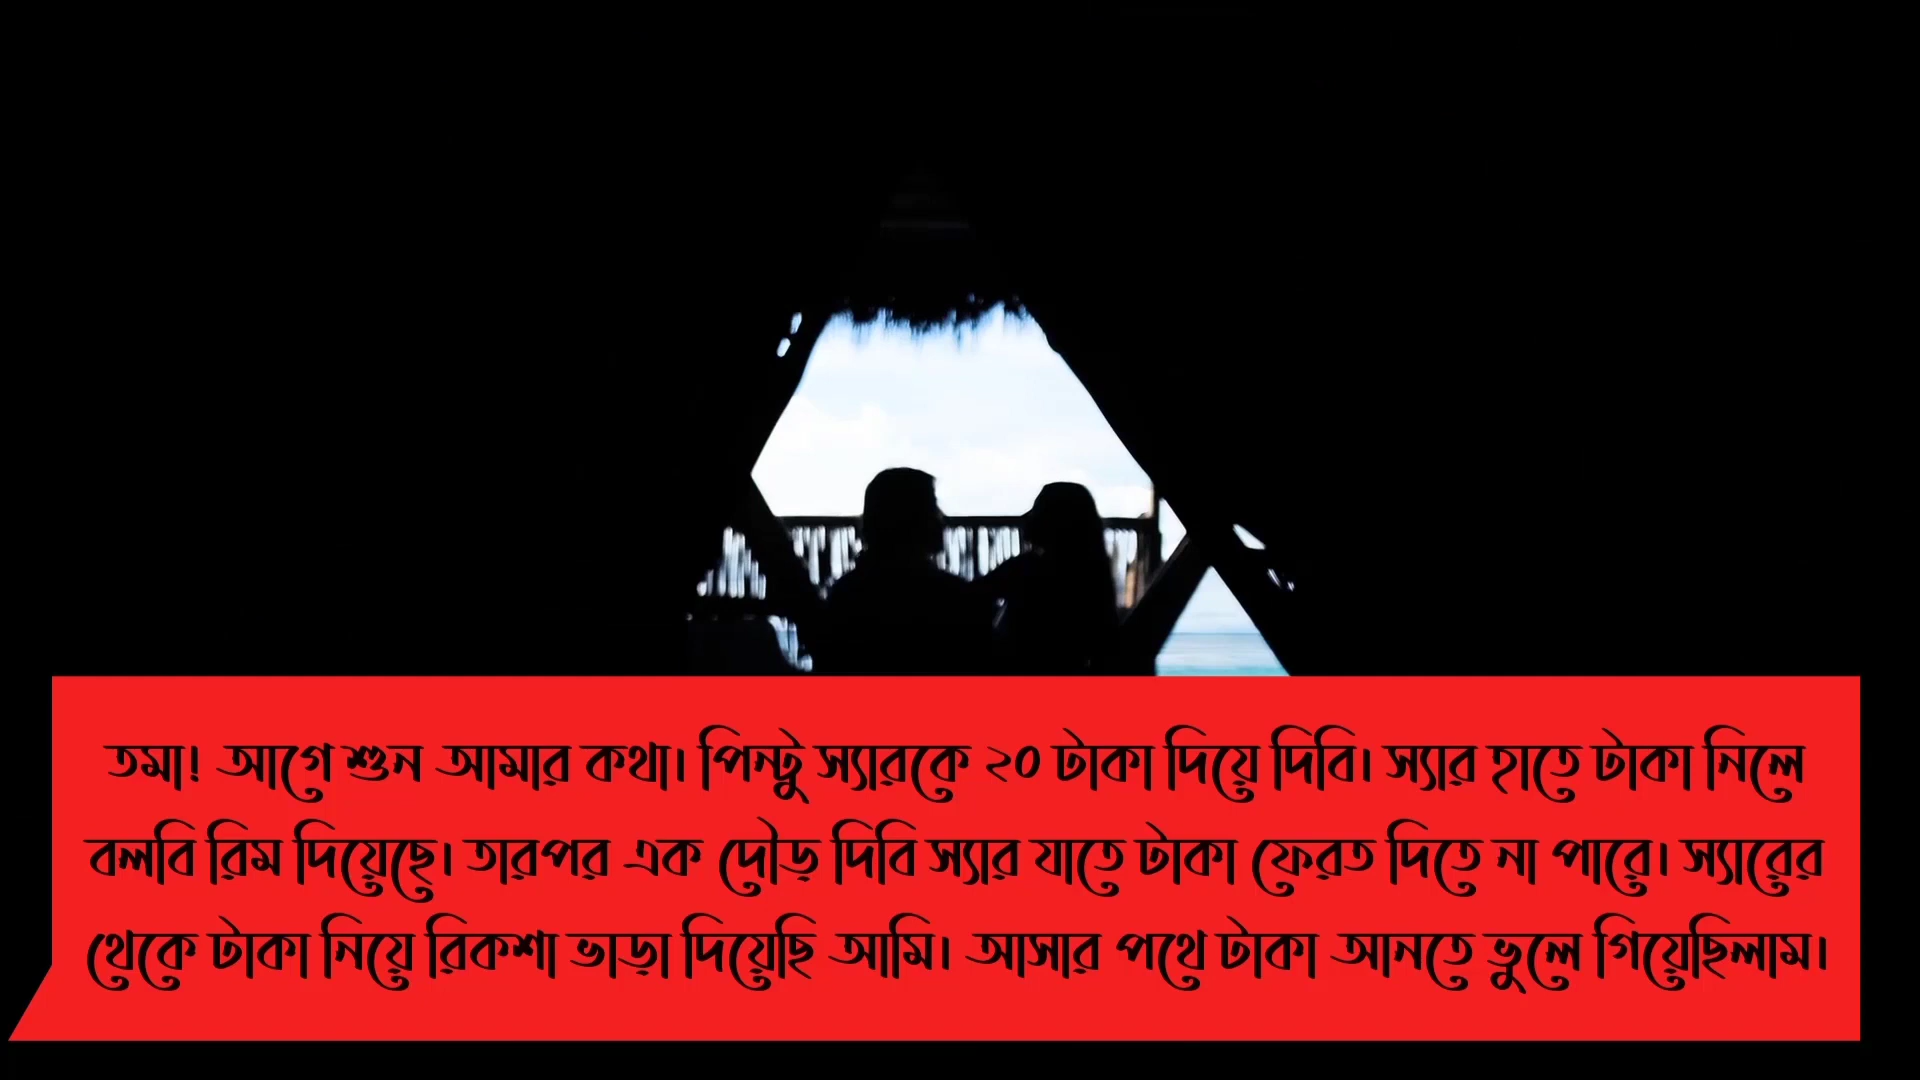 তমা! আগে শুন আমার কথা। পিন্টু স্যারকে ২০ টাকা দিয়ে দিবি। স্যার হাতে টাকা নিলে
বলবি রিম দিয়েছে। তারপর এক দৌড় দিবি স্যার যাতে টাকা ফেরত দিতে না পারে। স্যারের
থেকে টাকা নিয়ে রিকশা ভাড়া দিয়েছি আমি। আসার পথে টাকা আনতে ভুলে গিয়েছিলাম।